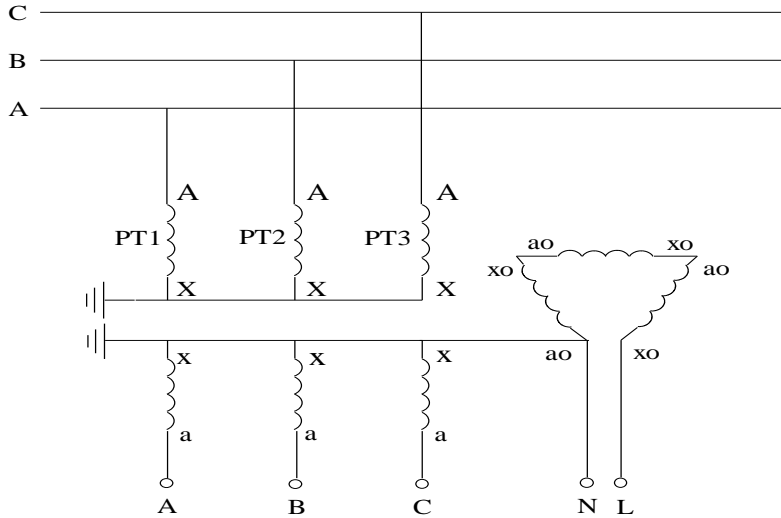 C
B
A
A A A
PT1 PT2 PT3
X X X
ao xo
xo ao
x x x ao xo
a a a
A B C N L